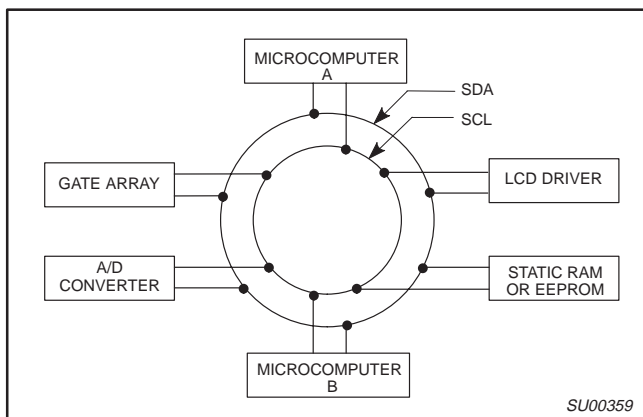 MICROCOMPUTER
A
SDA
SCL
GATE ARRAY
LCD DRIVER
A/D
CONVERTER
STATIC RAM
OR EEPROM
MICROCOMPUTER
B
SU00359